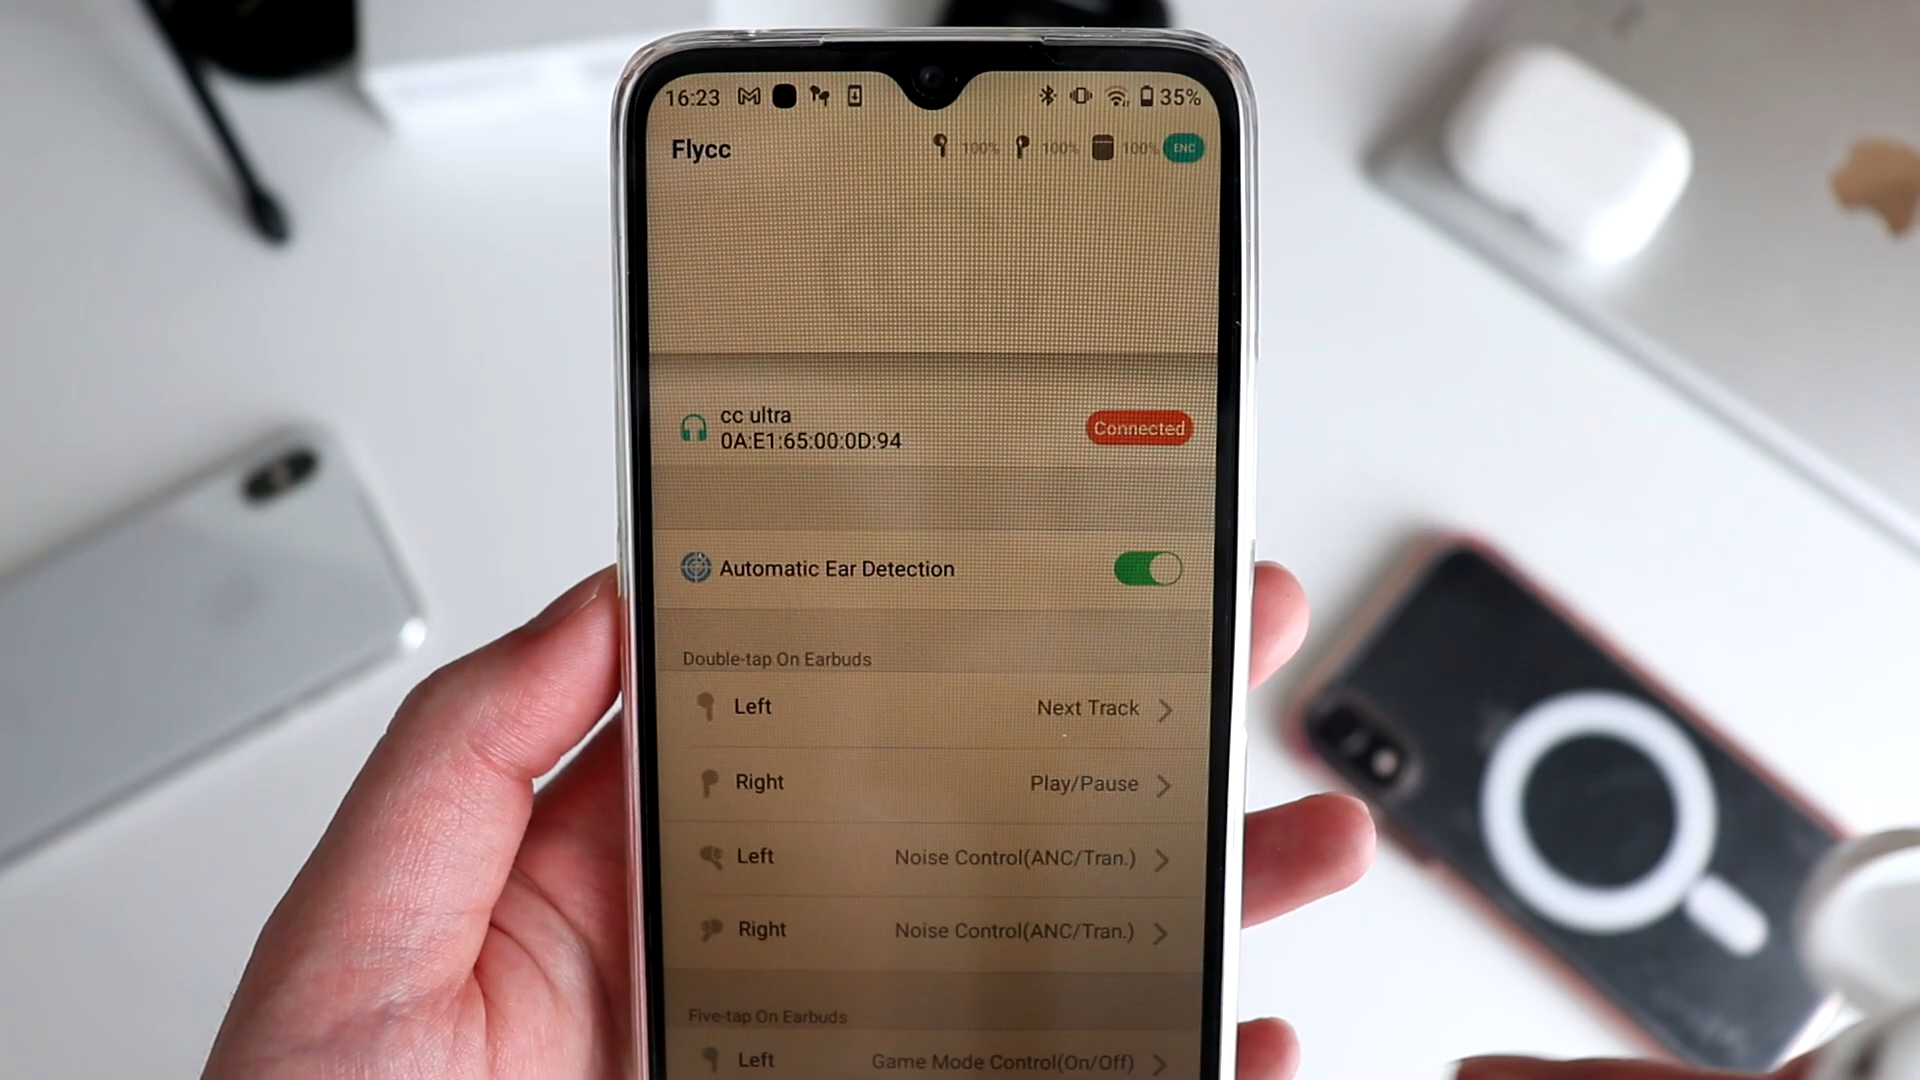 16:23 35%
Flycc 100% 100% 100% ENC
cc ultra
0A:E1:65:00:0D:94
Connected
Automatic Ear Detection
Double-tap On Earbuds
Left Next Track
Right Play/Pause
Left Noise Control(ANC/Tran.)
Right Noise Control(ANC/Tran.)
Five-tap On Earbuds
Left Game Mode Control(On/Off)